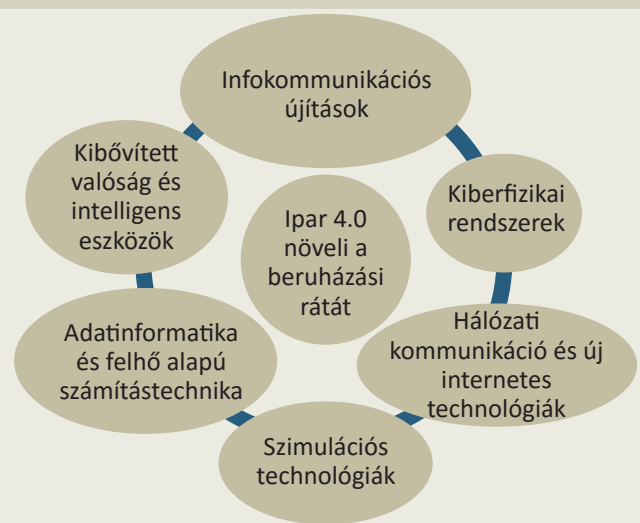 Infokommunikációs
újítások
Kiberfizikai
rendszerek
Hálózati
kommunikáció és új
internetes
technológiák
Szimulációs
technológiák
Adatinformatika
és felhő alapú
számítástechnika
Kibővített
valóság és
intelligens
eszközök
Ipar 4.0
növeli a
beruházási
rátát